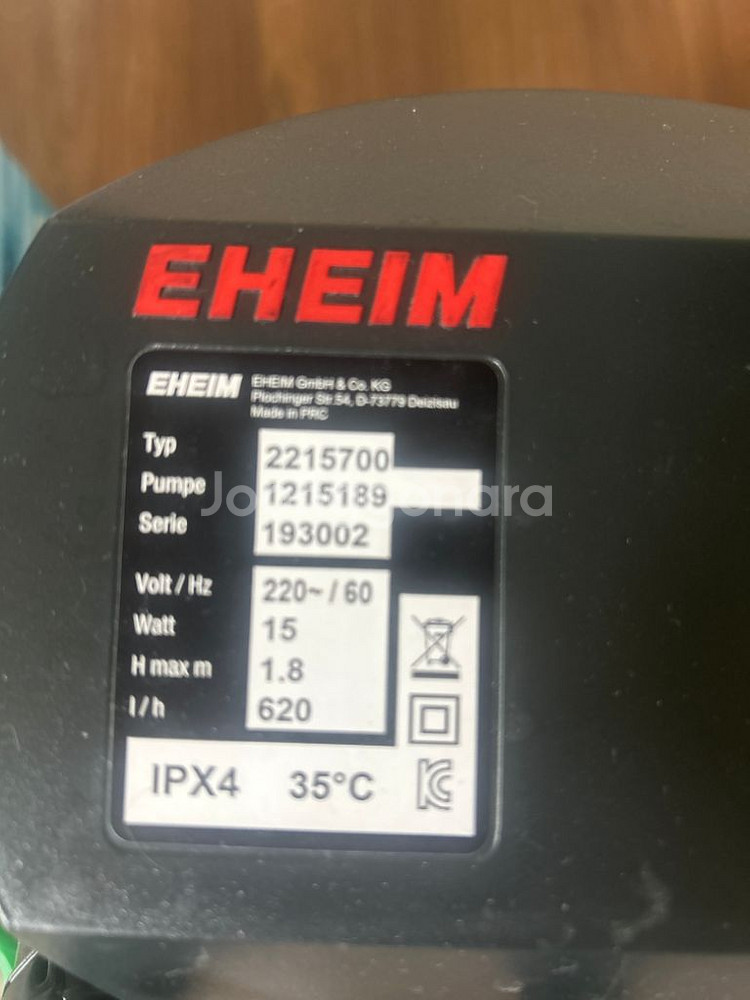 EHEIM
EHEIM
EHEIM GmbH & Co. KG
Plochinger Str.54, D-73779 Deizisau
Made in PRC
Typ 2215700
Pumpe 1215189
Serie 193002
Volt / Hz 220~ / 60
Watt 15
H max m 1.8
l / h 620
IPX4 35°C